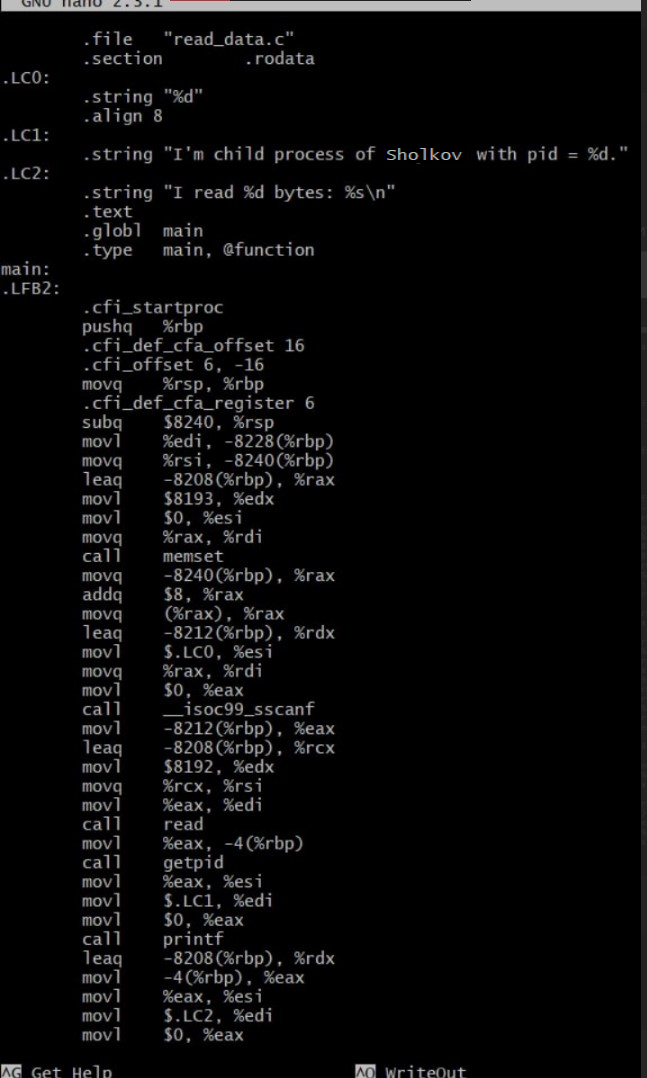 GNU nano 2.3.1
.file "read_data.c"
.section .rodata
.LC0:
.string "%d"
.align 8
.LC1:
.string "I'm child process of Sholkov with pid = %d."
.LC2:
.string "I read %d bytes: %s\n"
.text
.globl main
.type main, @function
main:
.LFB2:
.cfi_startproc
pushq %rbp
.cfi_def_cfa_offset 16
.cfi_offset 6, -16
movq %rsp, %rbp
.cfi_def_cfa_register 6
subq $8240, %rsp
movl %edi, -8228(%rbp)
movq %rsi, -8240(%rbp)
leaq -8208(%rbp), %rax
movl $8193, %edx
movl $0, %esi
movq %rax, %rdi
call memset
movq -8240(%rbp), %rax
addq $8, %rax
movq (%rax), %rax
leaq -8212(%rbp), %rdx
movl $.LC0, %esi
movq %rax, %rdi
movl $0, %eax
call __isoc99_sscanf
movl -8212(%rbp), %eax
leaq -8208(%rbp), %rcx
movl $8192, %edx
movq %rcx, %rsi
movl %eax, %edi
call read
movl %eax, -4(%rbp)
call getpid
movl %eax, %esi
movl $.LC1, %edi
movl $0, %eax
call printf
leaq -8208(%rbp), %rdx
movl -4(%rbp), %eax
movl %eax, %esi
movl $.LC2, %edi
movl $0, %eax
^G Get Help ^O WriteOut